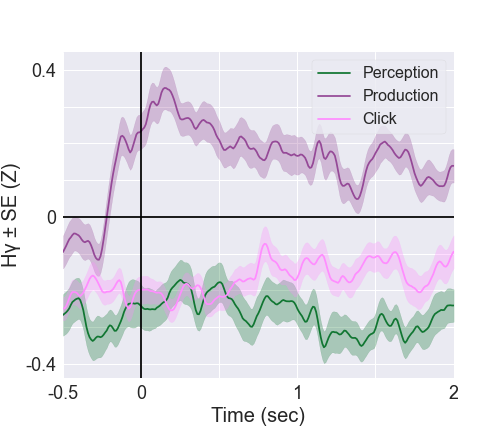 Hγ ± SE (Z)
0.4
0
-0.4
Perception
Production
Click
-0.5
0
1
2
Time (sec)